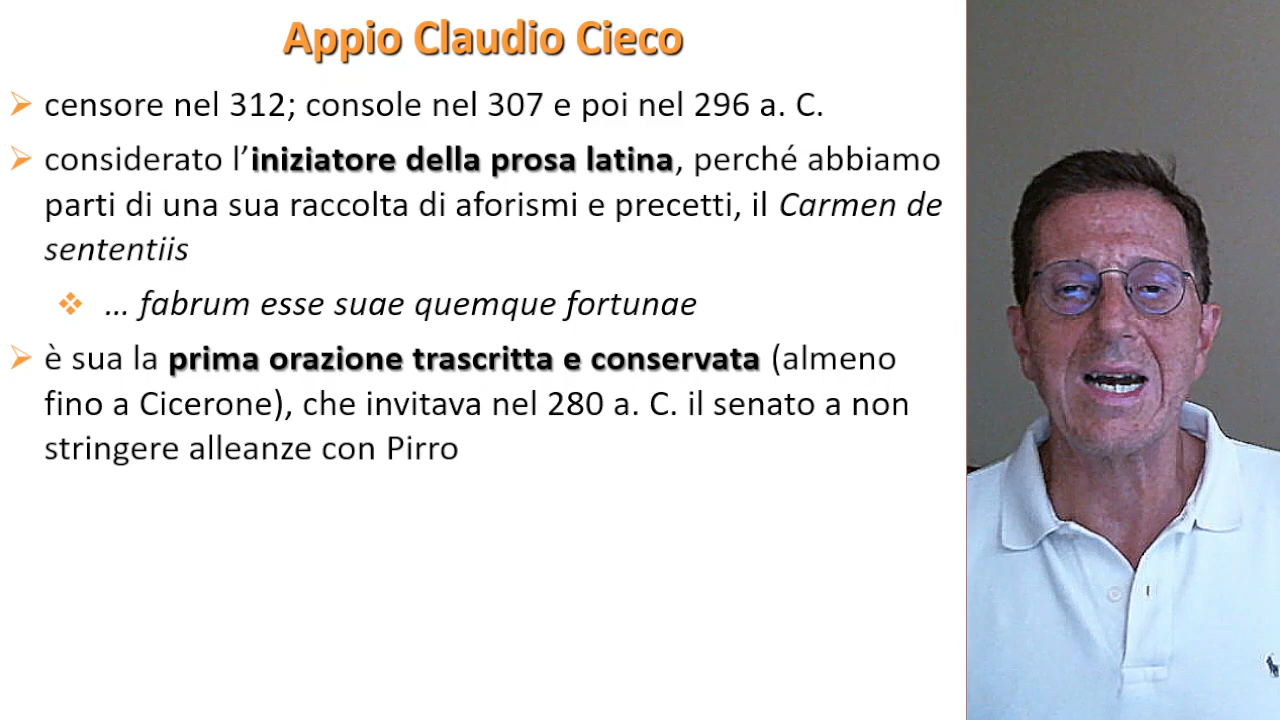 Appio Claudio Cieco
censore nel 312; console nel 307 e poi nel 296 a. C.
considerato l’iniziatore della prosa latina, perché abbiamo
parti di una sua raccolta di aforismi e precetti, il Carmen de
sententiis
... fabrum esse suae quemque fortunae
è sua la prima orazione trascritta e conservata (almeno
fino a Cicerone), che invitava nel 280 a. C. il senato a non
stringere alleanze con Pirro